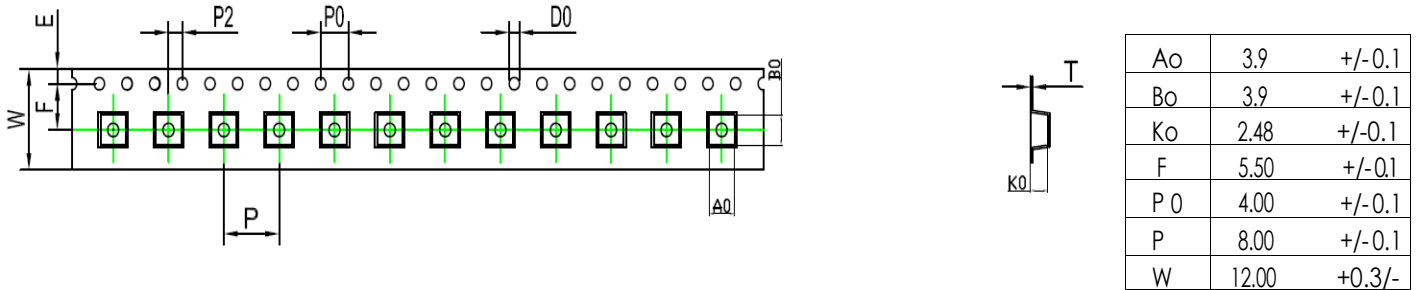 E
P2
P0
D0
B0
F
W
P
A0
T
K0
Ao 3.9 +/-0.1
Bo 3.9 +/-0.1
Ko 2.48 +/-0.1
F 5.50 +/-0.1
P0 4.00 +/-0.1
P 8.00 +/-0.1
W 12.00 +0.3/-